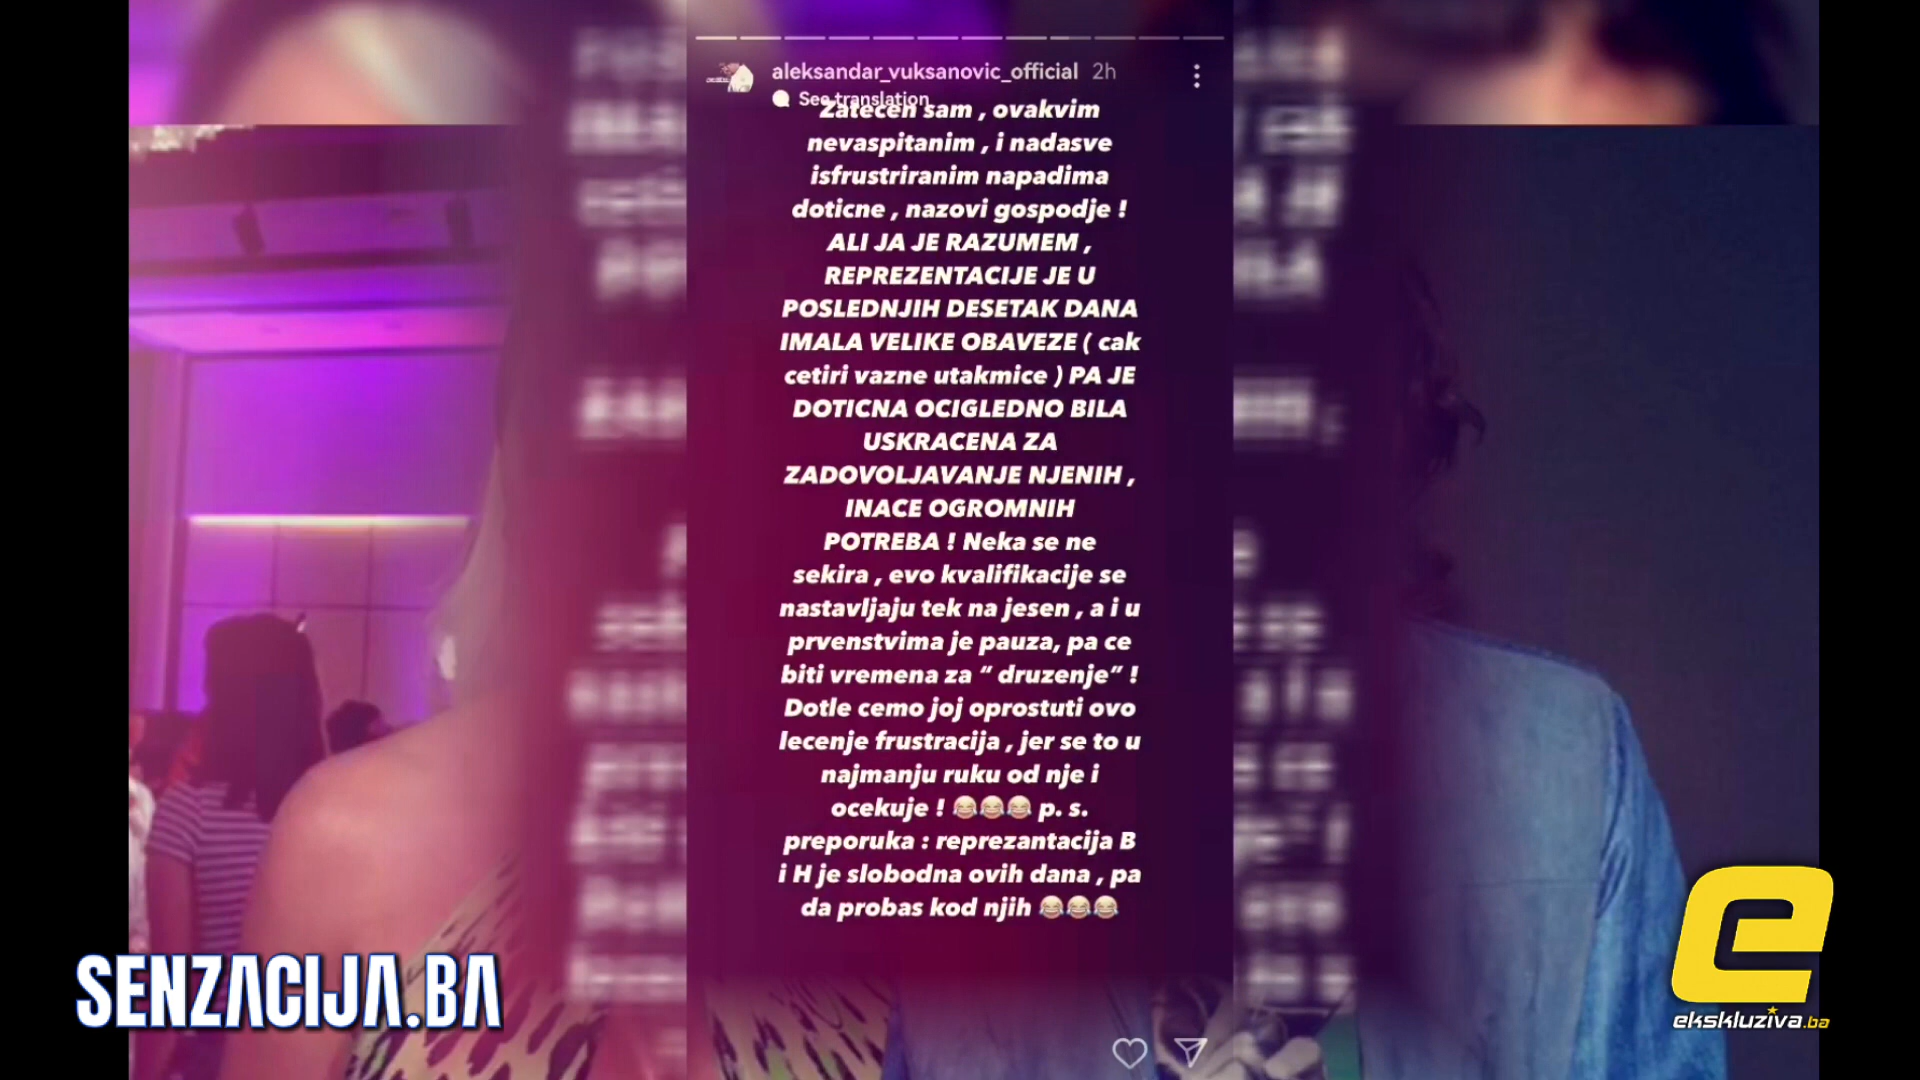 aleksandar_vuksanovic_official 2h
See translation
Zatecen sam , ovakvim
nevaspitanim , i nadasve
isfrustriranim napadima
doticne , nazovi gospodje !
ALI JA JE RAZUMEM ,
REPREZENTACIJE JE U
POSLEDNJIH DESETAK DANA
IMALA VELIKE OBAVEZE ( cak
cetiri vazne utakmice ) PA JE
DOTICNA OCIGLEDNO BILA
USKRACENA ZA
ZADOVOLJAVANJE NJENIH ,
INACE OGROMNIH
POTREBA ! Neka se ne
sekira , evo kvalifikacije se
nastavljaju tek na jesen , a i u
prvenstvima je pauza, pa ce
biti vremena za “ druzenje” !
Dotle cemo joj oprostuti ovo
lecenje frustracija , jer se to u
najmanju ruku od nje i
ocekuje ! 😂😂😂 p. s.
preporuka : reprezantacija B
i H je slobodna ovih dana , pa
da probas kod njih 😂😂😂
SENZACIJA.BA
e
ekskluziva.ba